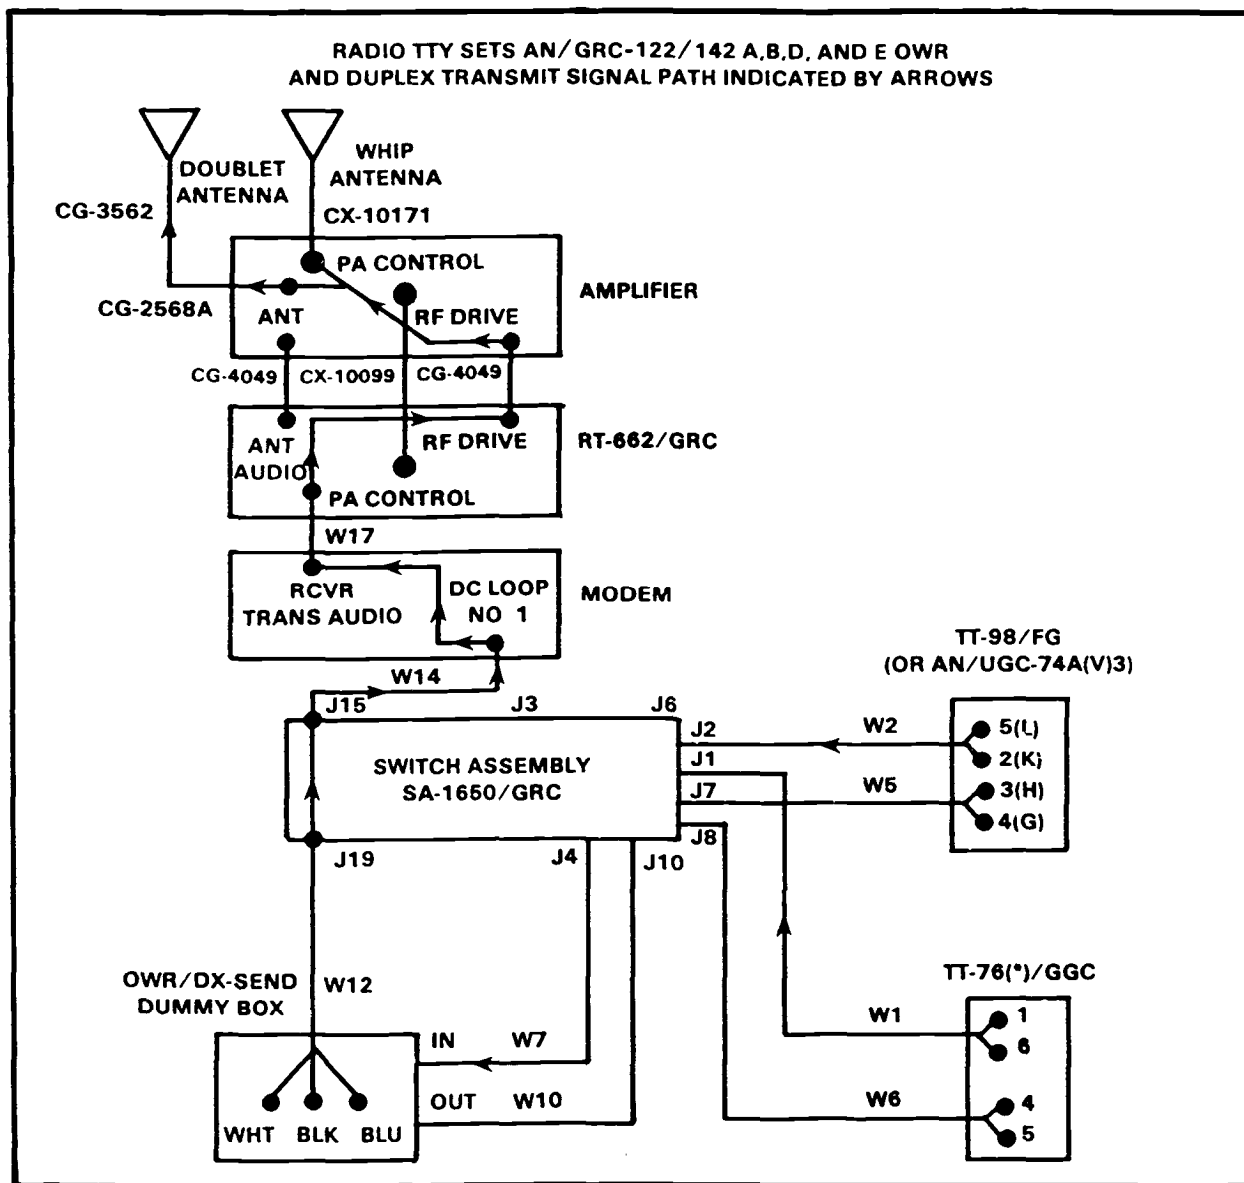 RADIO TTY SETS AN/GRC-122/142 A,B,D, AND E OWR
AND DUPLEX TRANSMIT SIGNAL PATH INDICATED BY ARROWS
DOUBLET
ANTENNA
WHIP
ANTENNA
CG-3562
CX-10171
PA CONTROL
CG-2568A
ANT
RF DRIVE
AMPLIFIER
CG-4049
CX-10099
CG-4049
ANT
AUDIO
RF DRIVE
PA CONTROL
RT-662/GRC
W17
RCVR
TRANS AUDIO
DC LOOP
NO 1
MODEM
W14
J15
J3
J6
J2
J1
J7
J8
SWITCH ASSEMBLY
SA-1650/GRC
J19
J4
J10
W2
W5
TT-98/FG
(OR AN/UGC-74A(V)3)
5(L)
2(K)
3(H)
4(G)
OWR/DX-SEND
DUMMY BOX
W12
IN
W7
OUT
W10
WHT BLK BLU
TT-76(*)/GGC
W1
1
6
W6
4
5